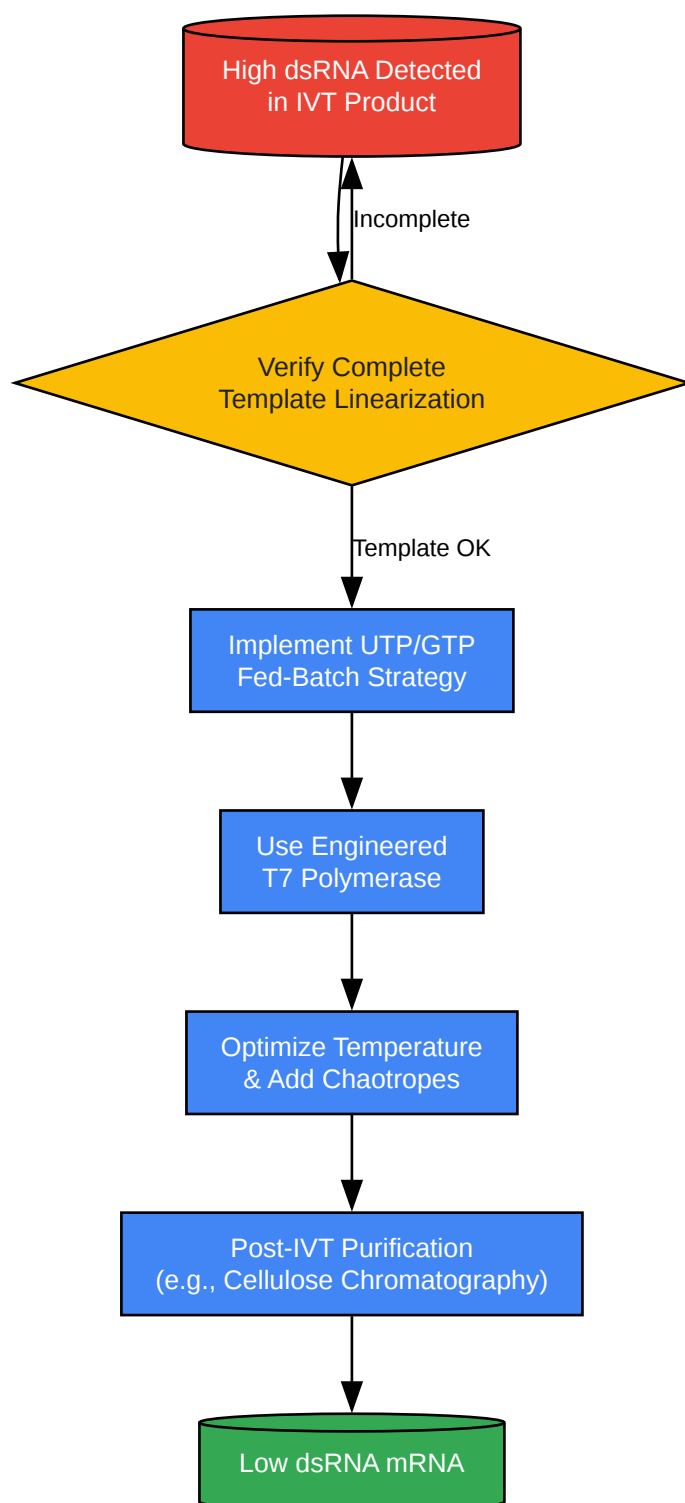 High dsRNA Detected
in IVT Product
Incomplete
Verify Complete
Template Linearization
Template OK
Implement UTP/GTP
Fed-Batch Strategy
Use Engineered
T7 Polymerase
Optimize Temperature
& Add Chaotropes
Post-IVT Purification
(e.g., Cellulose Chromatography)
Low dsRNA mRNA